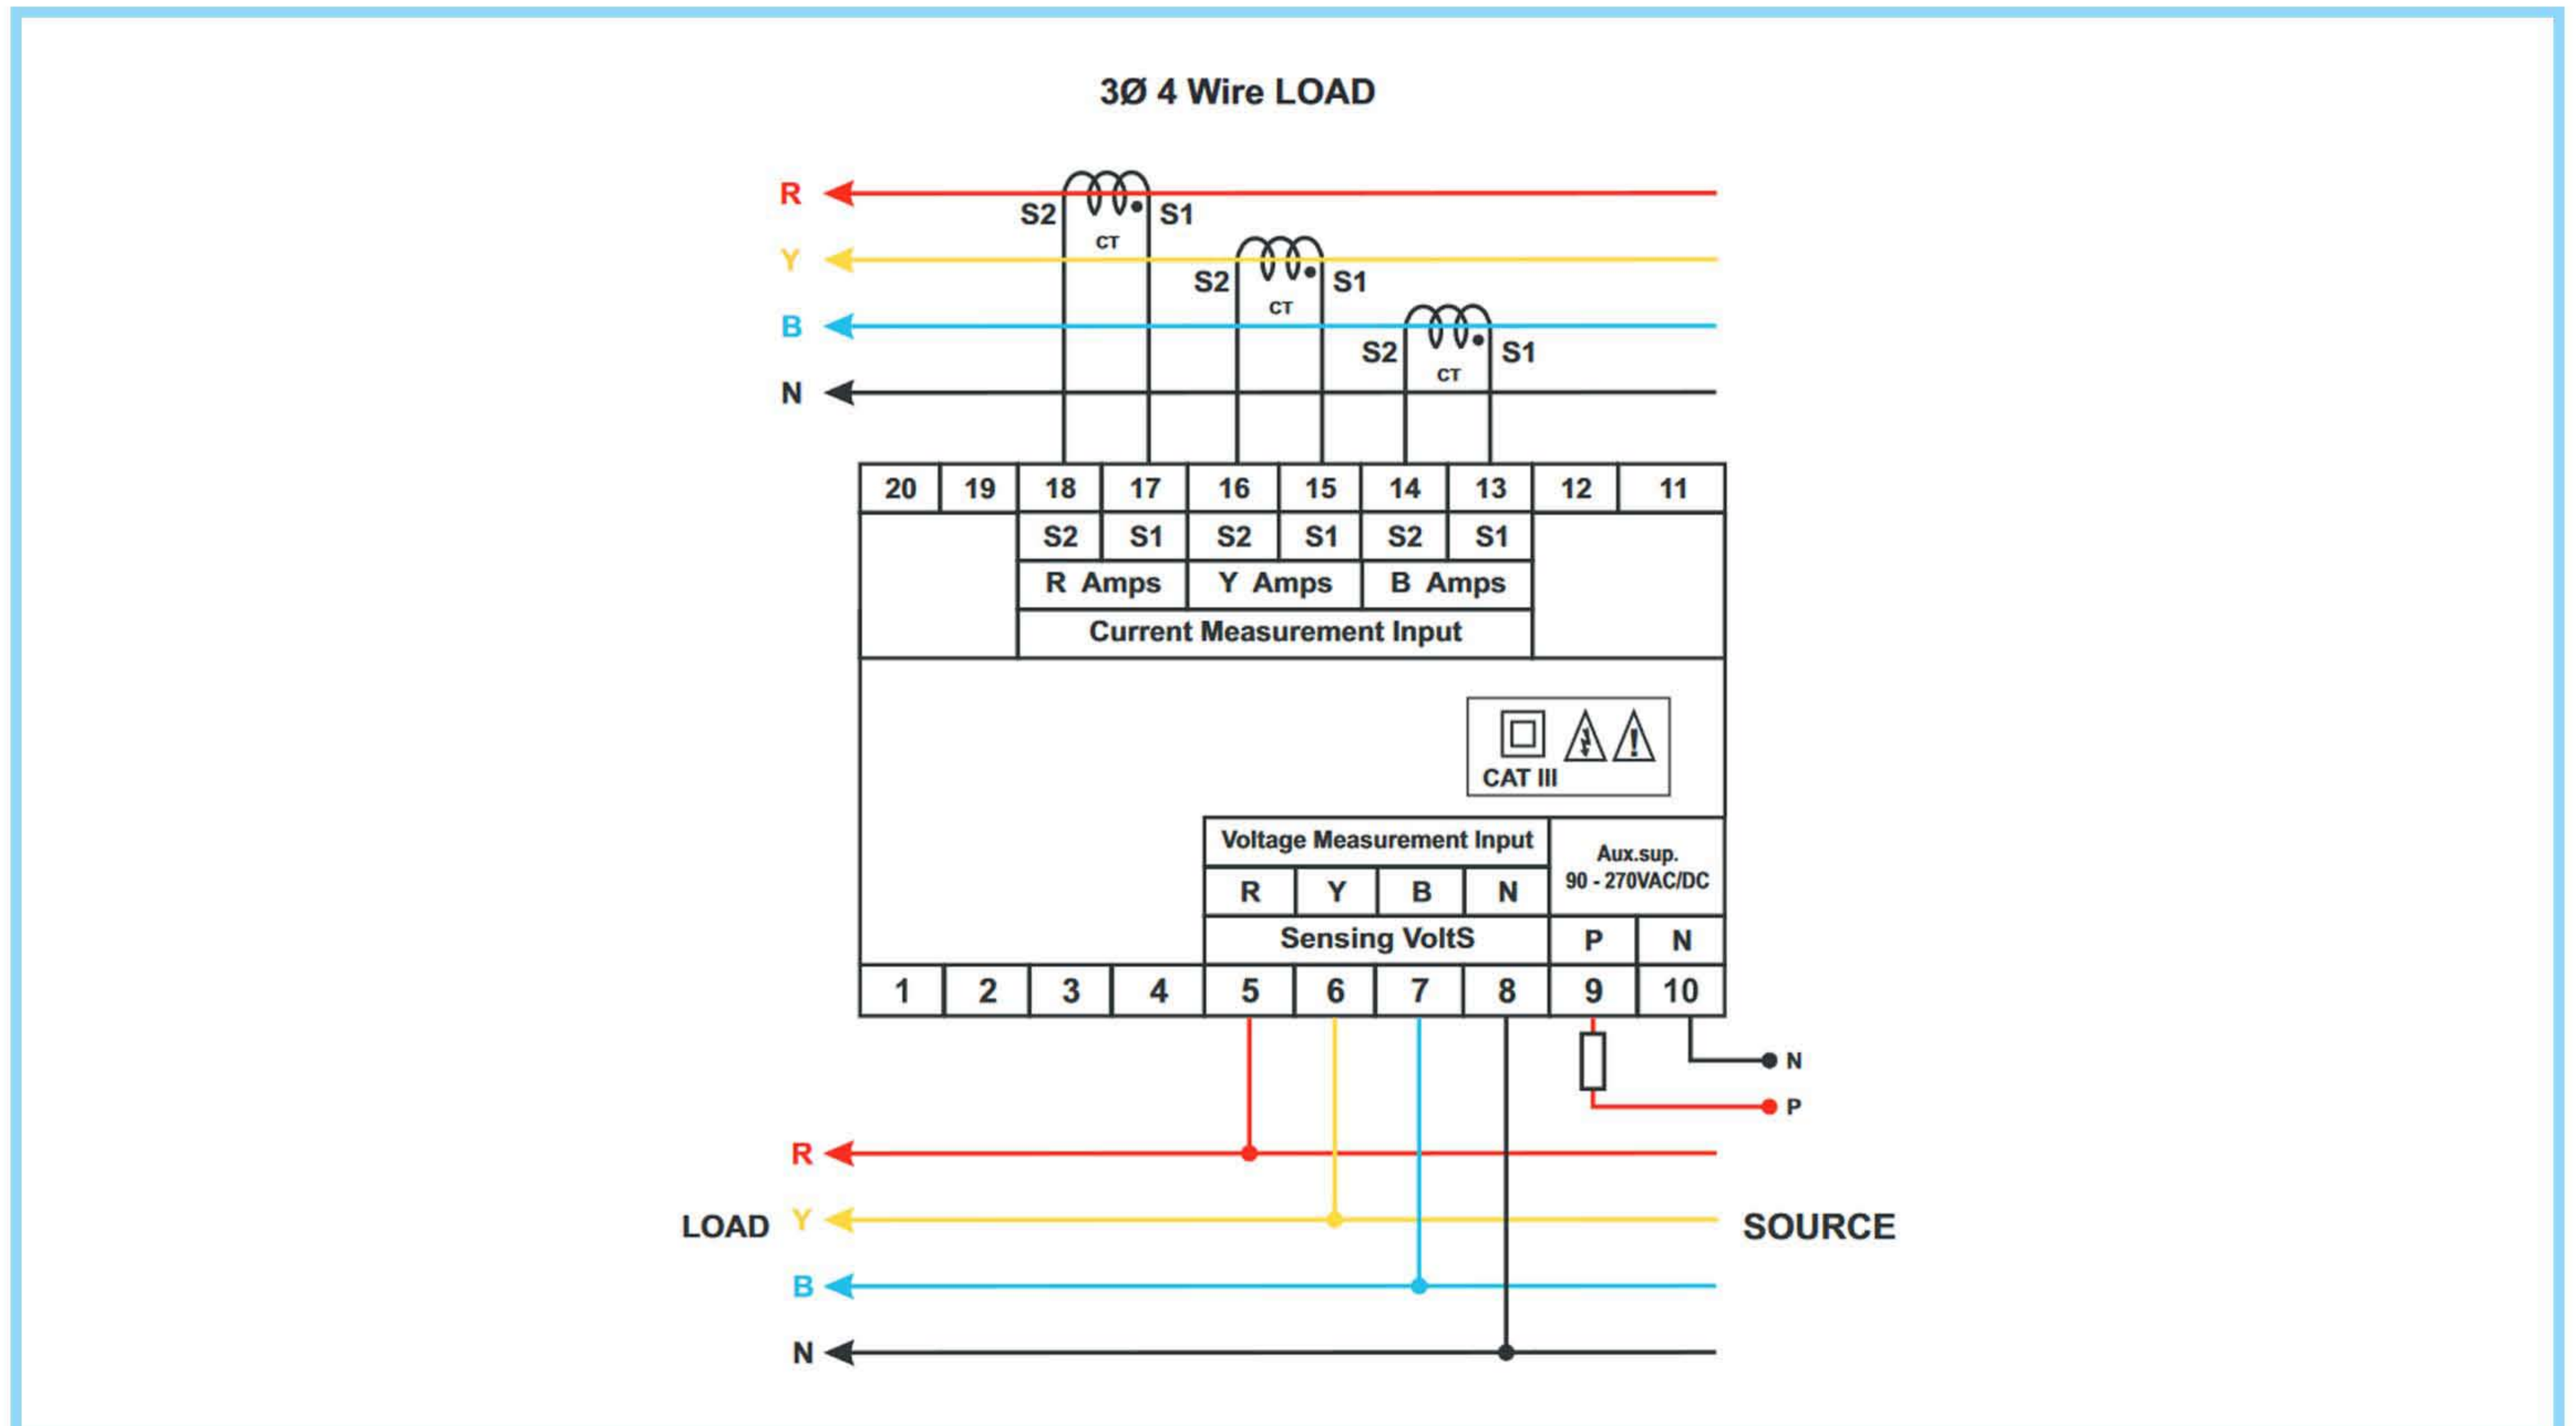 3Ø 4 Wire LOAD
R
S2 S1
CT
Y
S2 S1
CT
B
S2 S1
CT
N
20 19 18 17 16 15 14 13 12 11
S2 S1 S2 S1 S2 S1
R Amps Y Amps B Amps
Current Measurement Input
CAT III
Voltage Measurement Input
Aux.sup.
90 - 270VAC/DC
R Y B N
Sensing VoltS P N
1 2 3 4 5 6 7 8 9 10
N
P
R
LOAD Y SOURCE
B
N